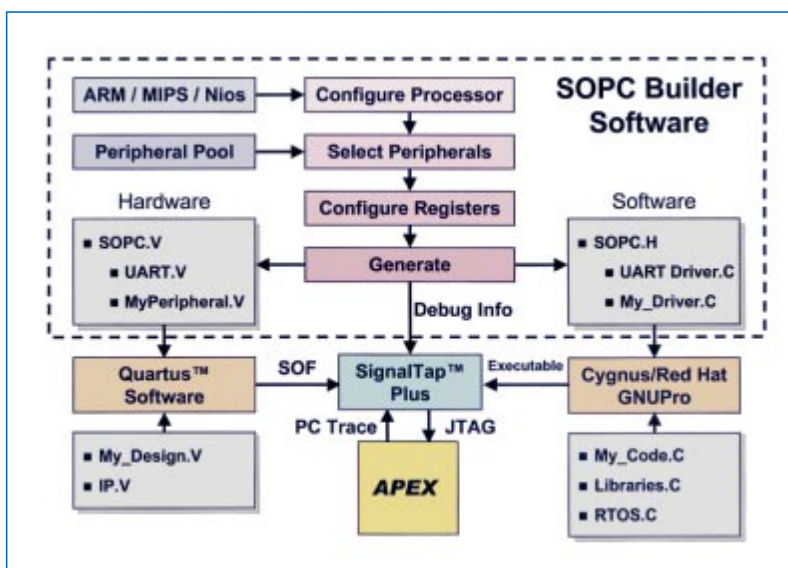 SOPC Builder
Software
ARM / MIPS / Nios
Configure Processor
Peripheral Pool
Select Peripherals
Configure Registers
Generate
Hardware
■ SOPC.V
■ UART.V
■ MyPeripheral.V
Software
■ SOPC.H
■ UART Driver.C
■ My_Driver.C
Debug Info
Quartus™
Software
SOF
SignalTap™
Plus
Executable
Cygnus/Red Hat
GNUPro
PC Trace
JTAG
■ My_Design.V
■ IP.V
APEX
■ My_Code.C
■ Libraries.C
■ RTOS.C